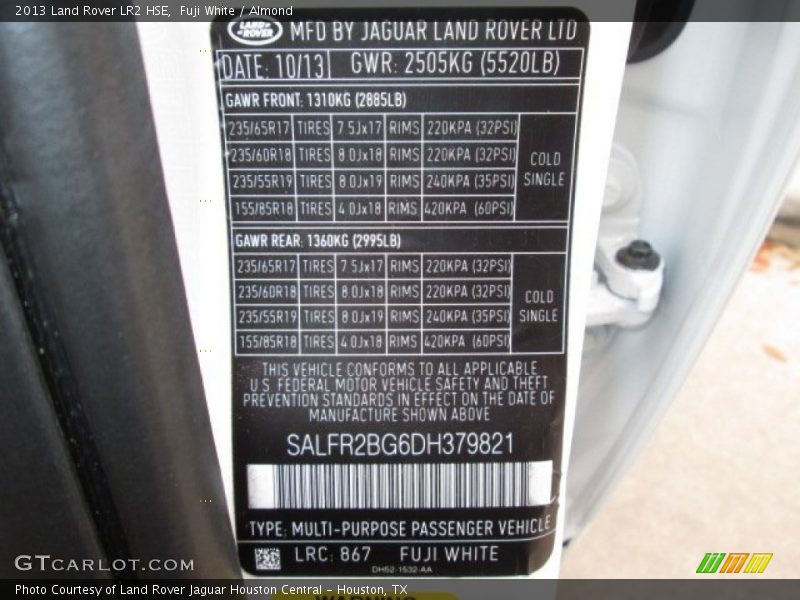 2013 Land Rover LR2 HSE, Fuji White / Almond
LAND ROVER MFD BY JAGUAR LAND ROVER LTD
DATE: 10/13 GWR: 2505KG (5520LB)
GAWR FRONT: 1310KG (2885LB)
235/65R17 TIRES 7.5Jx17 RIMS 220KPA (32PSI)
235/60R18 TIRES 8.0Jx18 RIMS 220KPA (32PSI)
235/55R19 TIRES 8.0Jx19 RIMS 240KPA (35PSI)
155/85R18 TIRES 4.0Jx18 RIMS 420KPA (60PSI)
COLD
SINGLE
GAWR REAR: 1360KG (2995LB)
235/65R17 TIRES 7.5Jx17 RIMS 220KPA (32PSI)
235/60R18 TIRES 8.0Jx18 RIMS 220KPA (32PSI)
235/55R19 TIRES 8.0Jx19 RIMS 240KPA (35PSI)
155/85R18 TIRES 4.0Jx18 RIMS 420KPA (60PSI)
COLD
SINGLE
THIS VEHICLE CONFORMS TO ALL APPLICABLE
U.S. FEDERAL MOTOR VEHICLE SAFETY AND THEFT
PREVENTION STANDARDS IN EFFECT ON THE DATE OF
MANUFACTURE SHOWN ABOVE
SALFR2BG6DH379821
TYPE: MULTI-PURPOSE PASSENGER VEHICLE
LRC: 867 FUJI WHITE
DH52-1532-AA
GTCARLOT.COM
WARNING
Photo Courtesy of Land Rover Jaguar Houston Central - Houston, TX